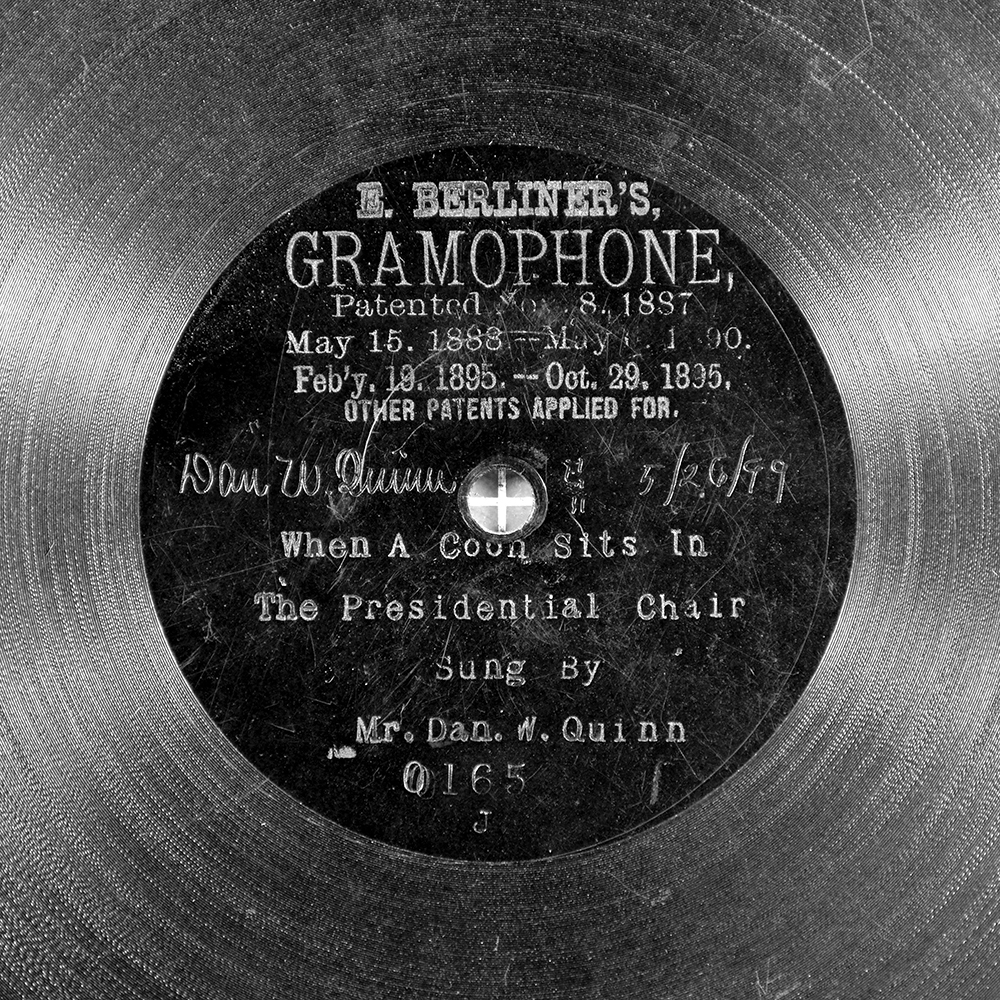 E. BERLINER'S,
GRAMOPHONE,
Patented 8. 1887
May 15. 1888 — May
Feb'y. 19. 1895. — Oct. 29. 1895.
OTHER PATENTS APPLIED FOR.
Dan W. Quinn 5/26/99
When A Coon Sits In
The Presidential Chair
Sung By
Mr. Dan. W. Quinn
0165
J